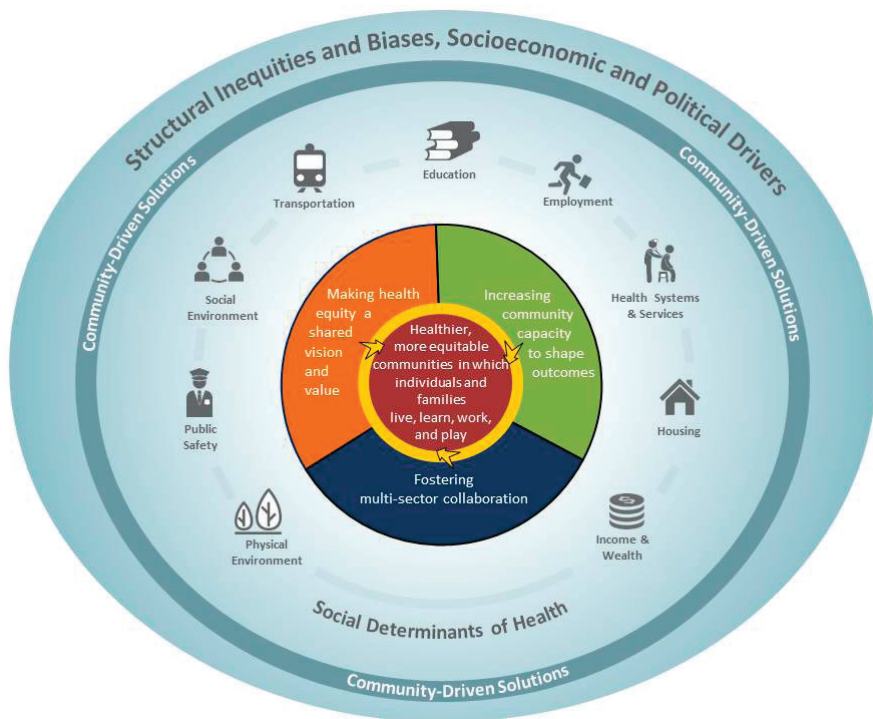 Structural Inequities and Biases, Socioeconomic and Political Drivers
Community-Driven Solutions
Community-Driven Solutions
Education
Transportation
Employment
Social
Environment
Health Systems
& Services
Public
Safety
Housing
Physical
Environment
Income &
Wealth
Making health
equity a
shared
vision
and
value
Increasing
community
capacity
to shape
outcomes
Healthier,
more equitable
communities in which
individuals and
families
live, learn, work,
and play
Fostering
multi-sector collaboration
Social Determinants of Health
Community-Driven Solutions